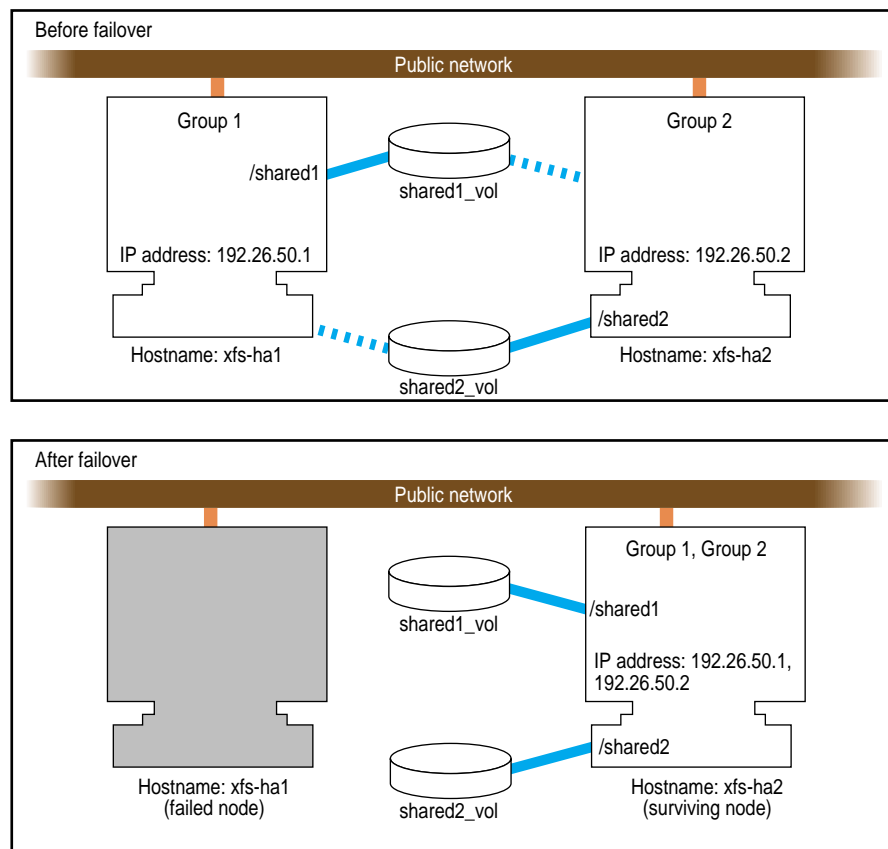 Before failover
Public network
Group 1
Group 2
/shared1
shared1_vol
IP address: 192.26.50.1
IP address: 192.26.50.2
/shared2
Hostname: xfs-ha1
Hostname: xfs-ha2
shared2_vol
After failover
Public network
Group 1, Group 2
/shared1
shared1_vol
IP address: 192.26.50.1,
192.26.50.2
/shared2
Hostname: xfs-ha1
(failed node)
shared2_vol
Hostname: xfs-ha2
(surviving node)